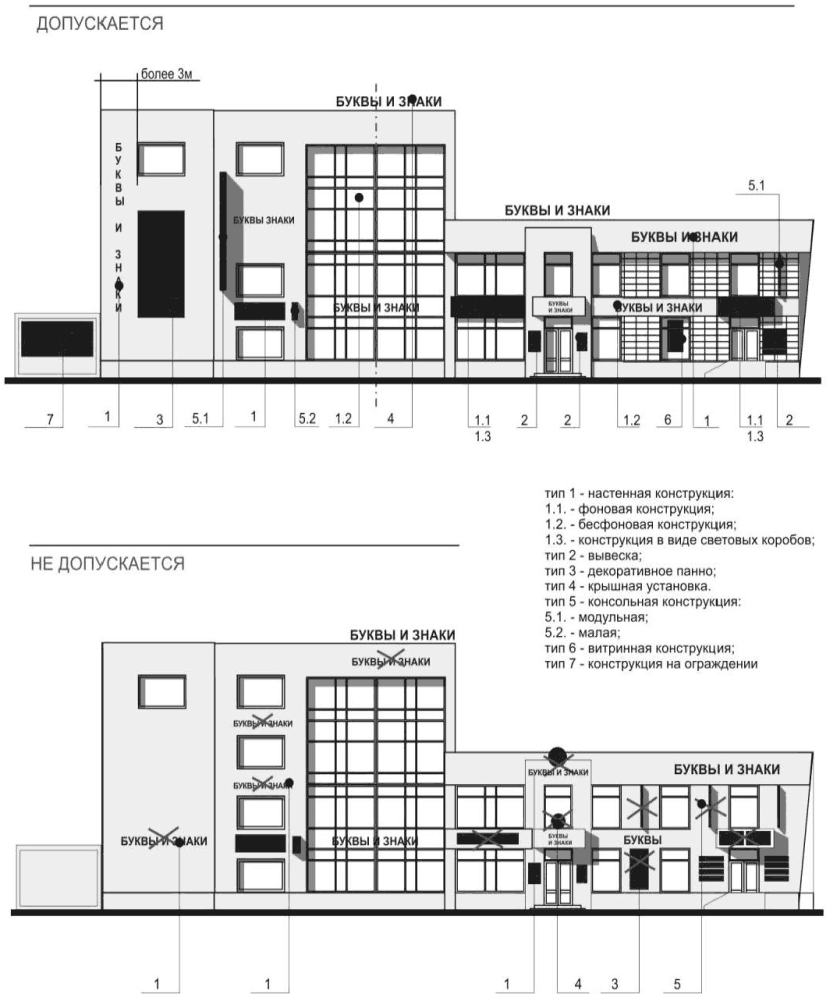 ДОПУСКАЕТСЯ
более 3м
БУКВЫ И ЗНАКИ
БУКВЫ И ЗНАКИ
БУКВЫ ЗНАКИ
БУКВЫ И ЗНАКИ
БУКВЫ И ЗНАКИ
БУКВЫ И ЗНАКИ
5.1
БУКВЫ И ЗНАКИ
БУКВЫ
И ЗНАКИ
БУКВЫ И ЗНАКИ
7 1 3 5.1 1 5.2 1.2 4 1.1 2 2 1.2 6 1 1.1 2
1.3 1.3
тип 1 - настенная конструкция:
1.1. - фоновая конструкция;
1.2. - бесфоновая конструкция;
1.3. - конструкция в виде световых коробов;
тип 2 - вывеска;
тип 3 - декоративное панно;
тип 4 - крышная установка.
тип 5 - консольная конструкция:
5.1. - модульная;
5.2. - малая;
тип 6 - витринная конструкция;
тип 7 - конструкция на ограждении
НЕ ДОПУСКАЕТСЯ
БУКВЫ И ЗНАКИ
БУКВЫ И ЗНАКИ
БУКВЫ И ЗНАКИ
БУКВЫ И ЗНАКИ
БУКВЫ И ЗНАКИ
БУКВЫ И ЗНАКИ
БУКВЫ И ЗНАКИ
БУКВЫ И ЗНАКИ
БУКВЫ
И ЗНАКИ
БУКВЫ
1 1 1 4 3 5